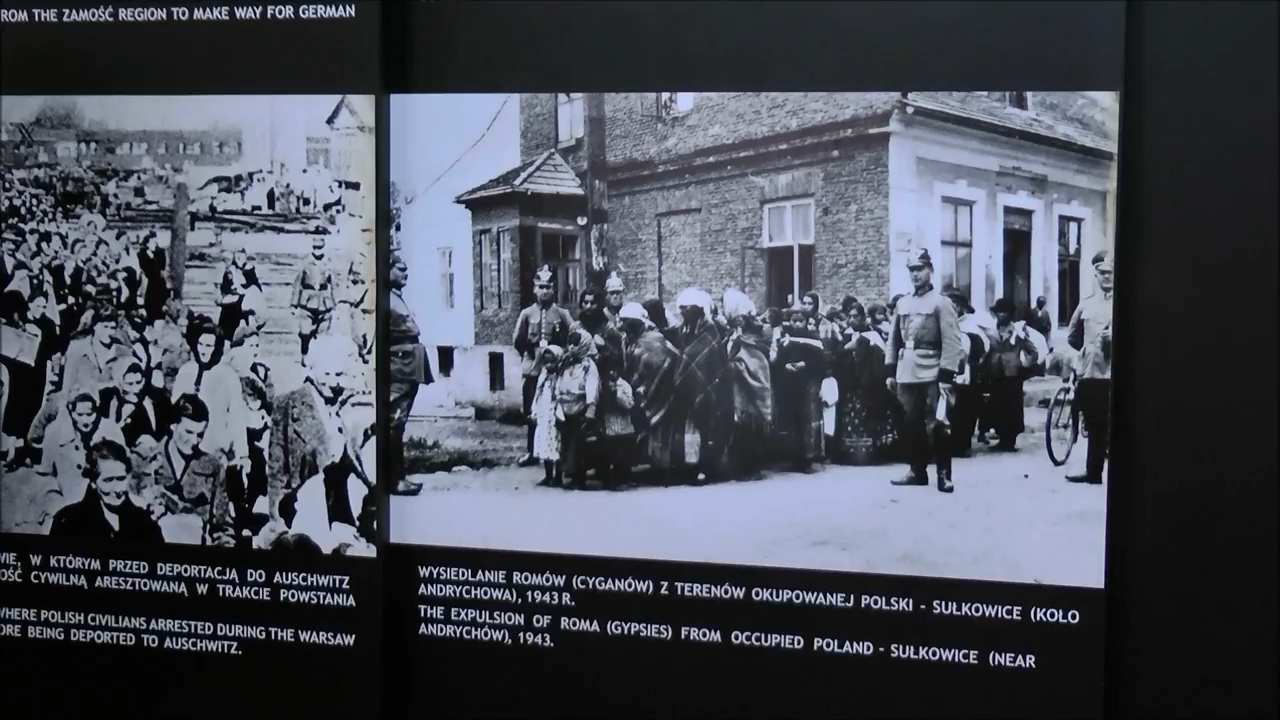 ROM THE ZAMOŚĆ REGION TO MAKE WAY FOR GERMAN
WIE, W KTÓRYM PRZED DEPORTACJĄ DO AUSCHWITZ
OŚĆ CYWILNĄ ARESZTOWANĄ W TRAKCIE POWSTANIA
WHERE POLISH CIVILIANS ARRESTED DURING THE WARSAW
ORE BEING DEPORTED TO AUSCHWITZ.
WYSIEDLANIE ROMÓW (CYGANÓW) Z TERENÓW OKUPOWANEJ POLSKI - SUŁKOWICE (KOŁO
ANDRYCHOWA), 1943 R.
THE EXPULSION OF ROMA (GYPSIES) FROM OCCUPIED POLAND - SUŁKOWICE (NEAR
ANDRYCHÓW), 1943.